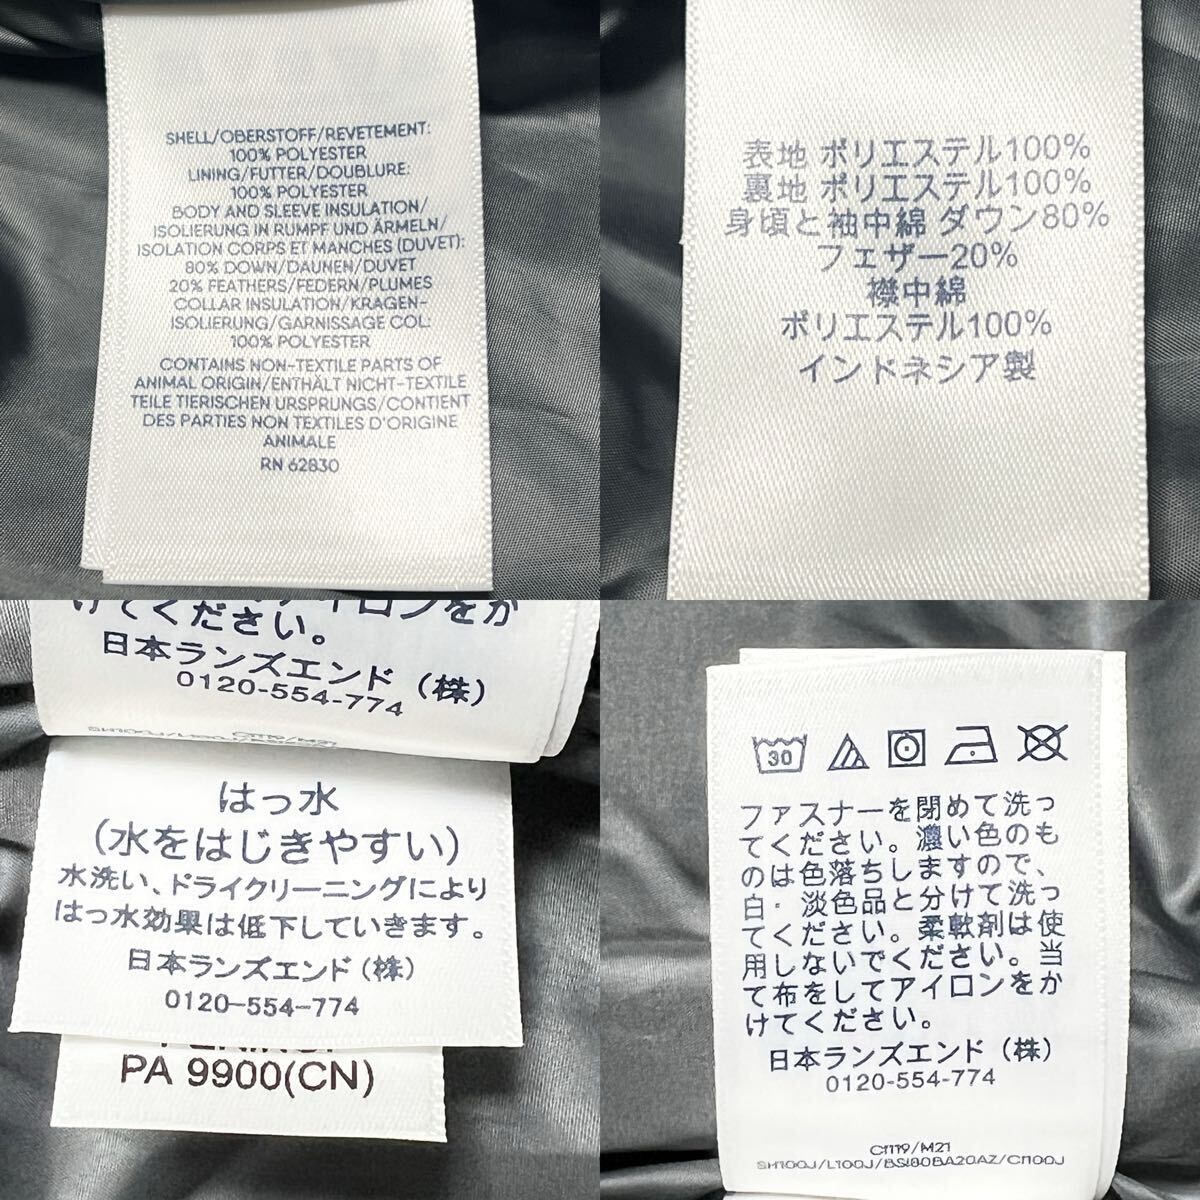 SHELL/OBERSTOFF/REVETEMENT:
100% POLYESTER
LINING/FUTTER/DOUBLURE:
100% POLYESTER
BODY AND SLEEVE INSULATION/
ISOLIERUNG IN RUMPF UND ÄRMELN/
ISOLATION CORPS ET MANCHES (DUVET):
80% DOWN/DAUNEN/DUVET
20% FEATHERS/FEDERN/PLUMES
COLLAR INSULATION/KRAGEN-
ISOLIERUNG/GARNISSAGE COL:
100% POLYESTER
CONTAINS NON-TEXTILE PARTS OF
ANIMAL ORIGIN/ENTHÄLT NICHT-TEXTILE
TEILE TIERISCHEN URSPRUNGS/CONTIENT
DES PARTIES NON TEXTILES D'ORIGINE
ANIMALE
RN 62830
表地 ポリエステル100%
裏地 ポリエステル100%
身頃と袖中綿 ダウン80%
フェザー20%
襟中綿
ポリエステル100%
インドネシア製
けてください。
日本ランズエンド（株）
0120-554-774
はっ水
（水をはじきやすい）
水洗い、ドライクリーニングにより
はっ水効果は低下していきます。
日本ランズエンド（株）
0120-554-774
PA 9900(CN)
30
ファスナーを閉めて洗っ
てください。濃い色のも
のは色落ちしますので、
白・淡色品と分けて洗っ
てください。柔軟剤は使
用しないでください。当
て布をしてアイロンをか
けてください。
日本ランズエンド（株）
0120-554-774
C1119/M21
SH100J/L100J/BSI80BA20AZ/CI100J